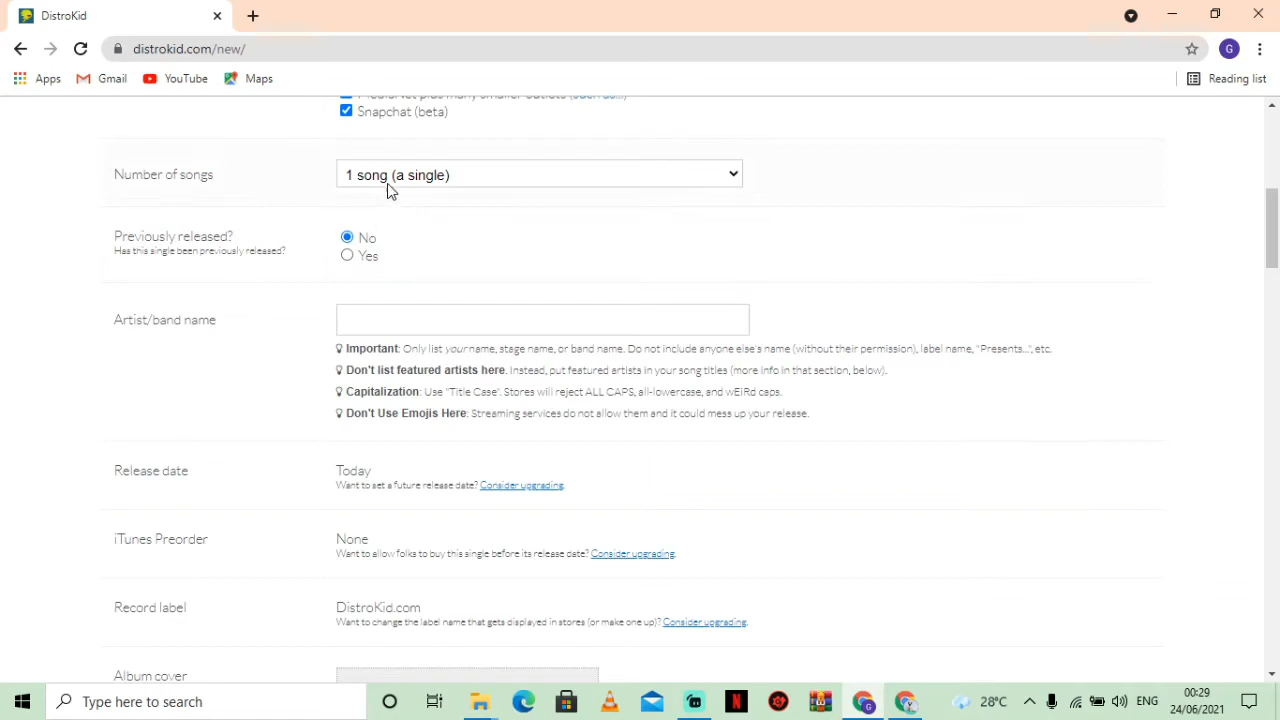 DistroKid
distrokid.com/new/
G
Apps
Gmail
YouTube
Maps
Reading list
MediaNet plus many smaller outlets (such as...)
Snapchat (beta)
Number of songs
1 song (a single)
Previously released?
Has this single been previously released?
No
Yes
Artist/band name
Important: Only list your name, stage name, or band name. Do not include anyone else's name (without their permission), label name, "Presents...", etc.
Don't list featured artists here. Instead, put featured artists in your song titles (more info in that section, below).
Capitalization: Use "Title Case". Stores will reject ALL CAPS, all-lowercase, and wEIRd caps.
Don't Use Emojis Here: Streaming services do not allow them and it could mess up your release.
Release date
Today
Want to set a future release date? Consider upgrading.
iTunes Preorder
None
Want to allow folks to buy this single before its release date? Consider upgrading.
Record label
DistroKid.com
Want to change the label name that gets displayed in stores (or make one up)? Consider upgrading.
Album cover
Type here to search
28°C
ENG
00:29
24/06/2021